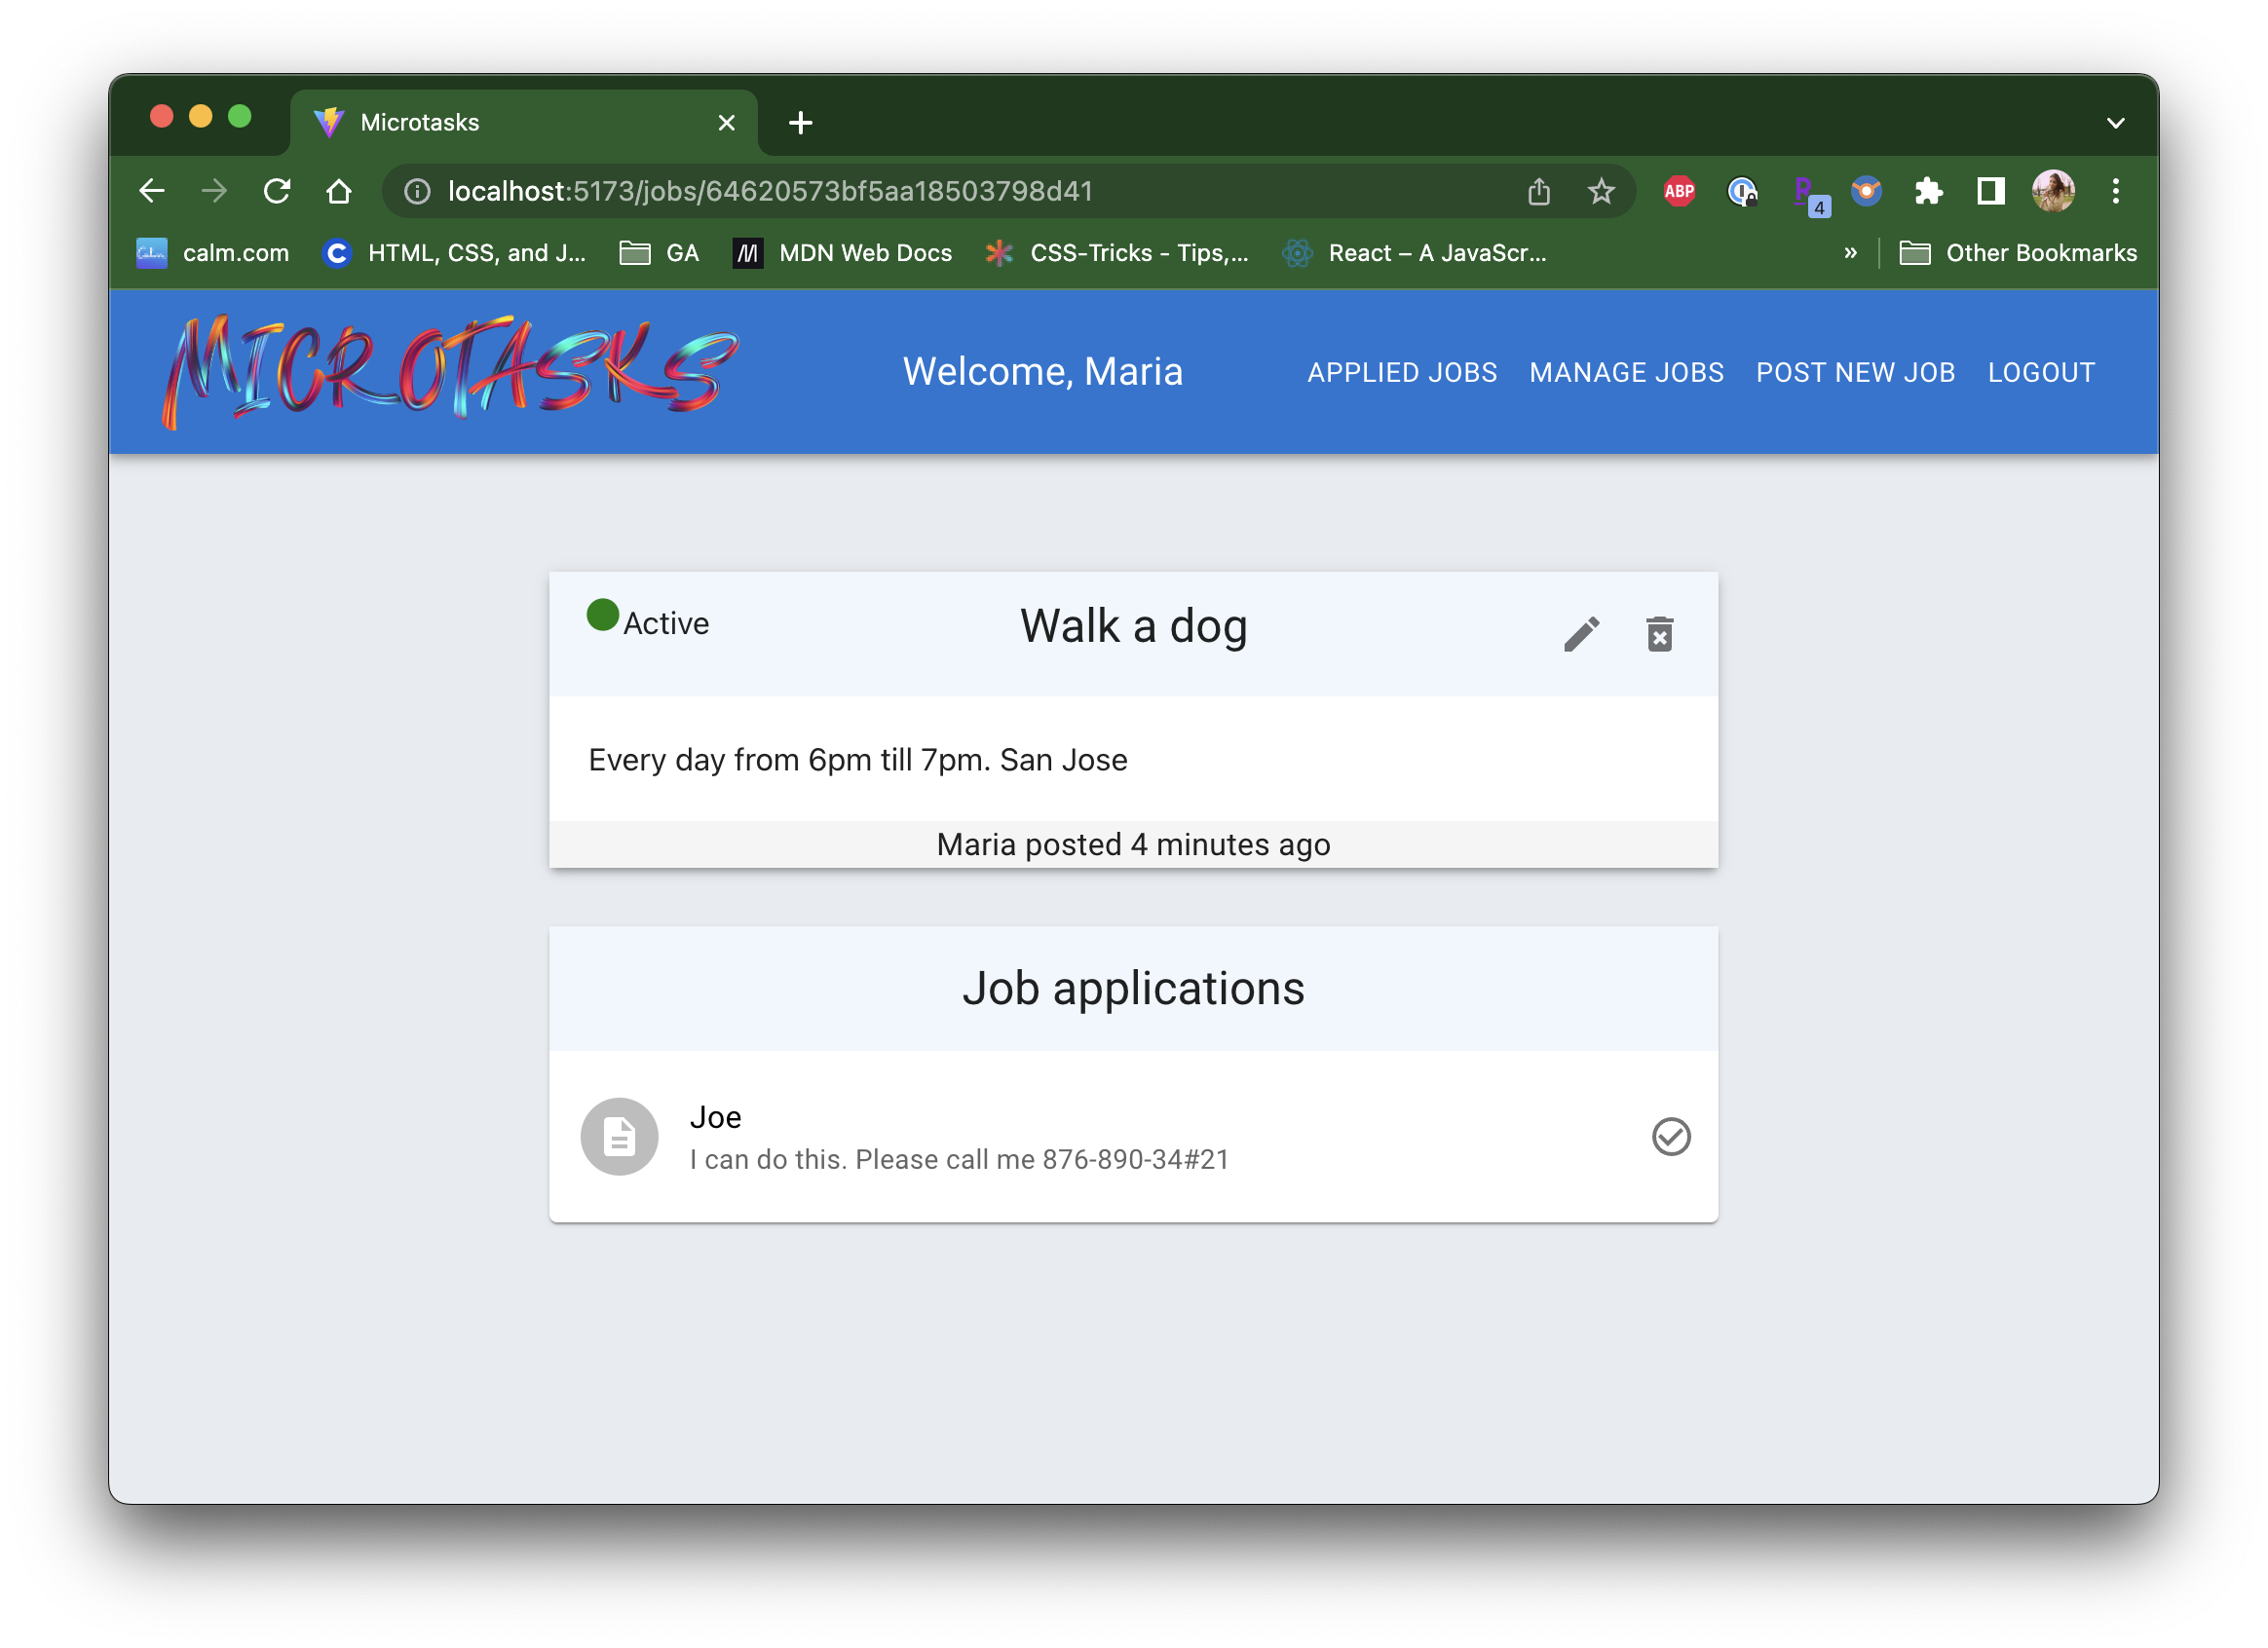 Microtasks
localhost:5173/jobs/64620573bf5aa18503798d41
ABP
4
calm.com
HTML, CSS, and J...
GA
MDN Web Docs
CSS-Tricks - Tips,...
React – A JavaScr...
»
Other Bookmarks
MICROTASKS
Welcome, Maria
APPLIED JOBS
MANAGE JOBS
POST NEW JOB
LOGOUT
Active
Walk a dog
Every day from 6pm till 7pm. San Jose
Maria posted 4 minutes ago
Job applications
Joe
I can do this. Please call me 876-890-34#21